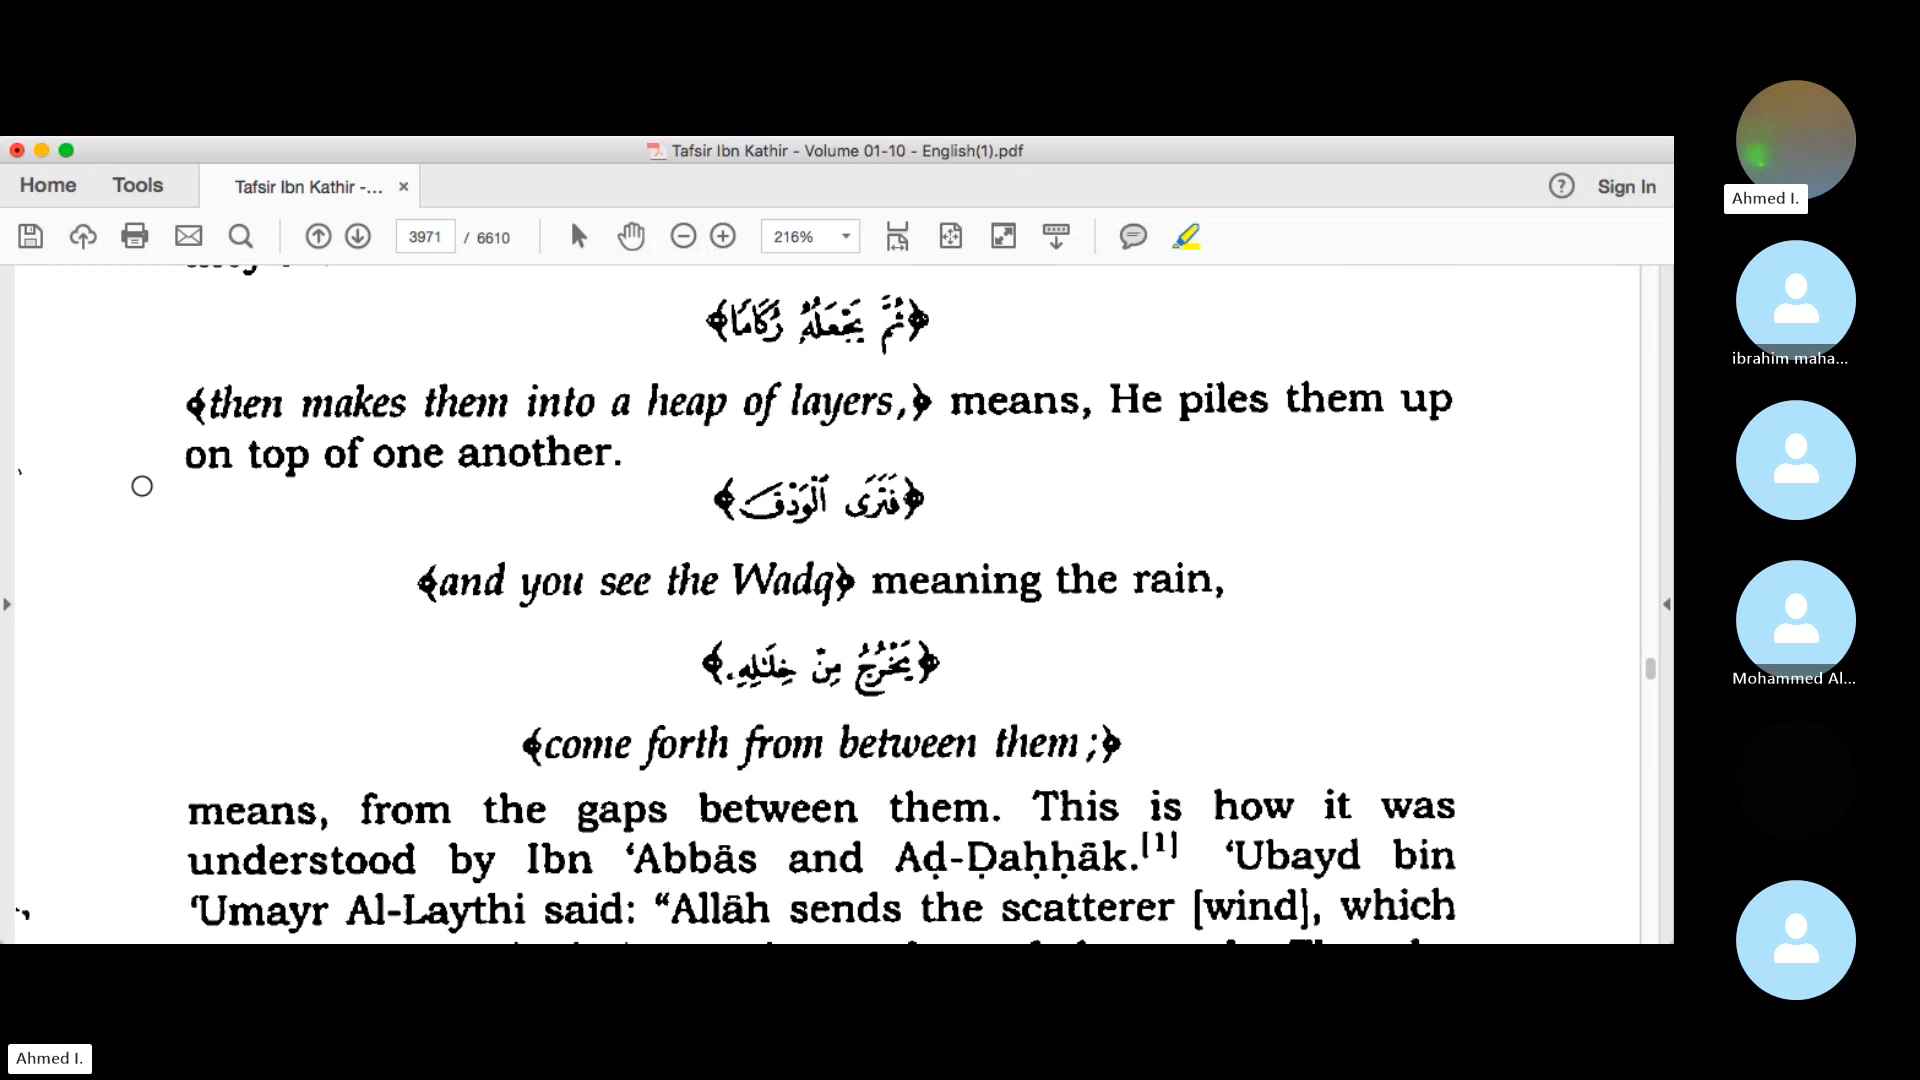 Tafsir Ibn Kathir - Volume 01-10 - English(1).pdf
Home
Tools
Tafsir Ibn Kathir -...
Sign In
3971
/ 6610
216%
﴿ثُمَّ يَجْعَلُهُۥ رُكَامًا﴾
﴾then makes them into a heap of layers,﴿ means, He piles them up
on top of one another.
﴿فَتَرَى ٱلْوَدْقَ﴾
﴾and you see the Wadq﴿ meaning the rain,
﴿يَخْرُجُ مِنْ خِلَٰلِهِۦ﴾
﴾come forth from between them;﴿
means, from the gaps between them. This is how it was
understood by Ibn ‘Abbās and Aḍ-Ḍaḥḥāk.[1] ‘Ubayd bin
‘Umayr Al-Laythi said: “Allāh sends the scatterer [wind], which
Ahmed I.
ibrahim maha...
Mohammed Al...
Ahmed I.